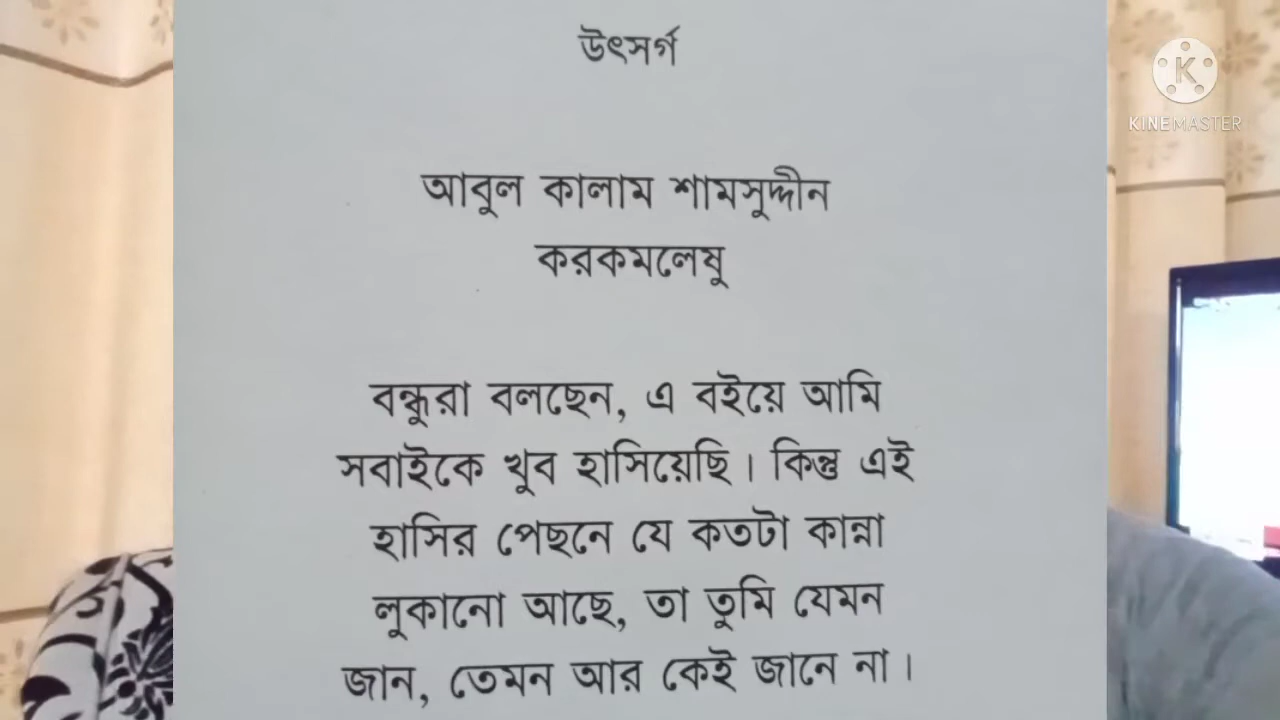 উৎসর্গ
আবুল কালাম শামসুদ্দীন
করকমলেষু
বন্ধুরা বলছেন, এ বইয়ে আমি
সবাইকে খুব হাসিয়েছি। কিন্তু এই
হাসির পেছনে যে কতটা কান্না
লুকানো আছে, তা তুমি যেমন
জান, তেমন আর কেই জানে না।
K
KINEMASTER